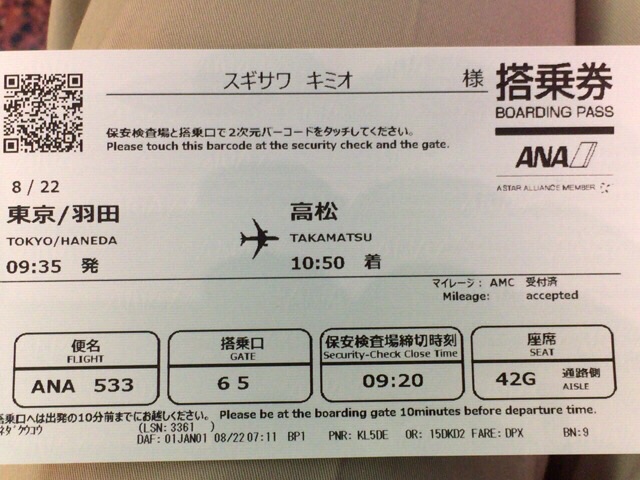 スギサワ キミオ 様
搭乗券
BOARDING PASS
保安検査場と搭乗口で2次元バーコードをタッチしてください。
Please touch this barcode at the security check and the gate.
ANA
A STAR ALLIANCE MEMBER
8 / 22
東京/羽田 高松
TOKYO/HANEDA TAKAMATSU
09:35 発 10:50 着
マイレージ: AMC 受付済
Mileage: accepted
便名 搭乗口 保安検査場締切時刻 座席
FLIGHT GATE Security-Check Close Time SEAT
ANA 533 65 09:20 42G 通路側 AISLE
搭乗口へは出発の10分前までにお越しください。 Please be at the boarding gate 10minutes before departure time.
(LSN: 3361 )
DAF: 01JAN01 08/22 07:11 BP1 PNR: KL5DE OR: 15DKD2 FARE: DPX BN:9